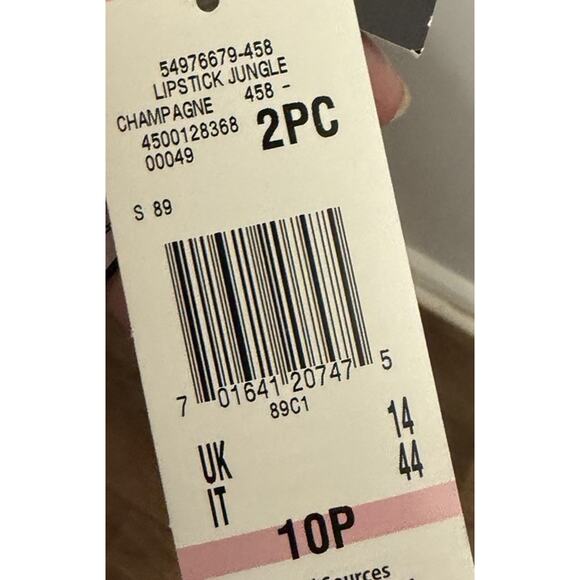 54976679-458
LIPSTICK JUNGLE
CHAMPAGNE 458 -
4500128368 2PC
00049
S 89
7 01641 20747 5
89C1
UK 14
IT 44
10P
Sources